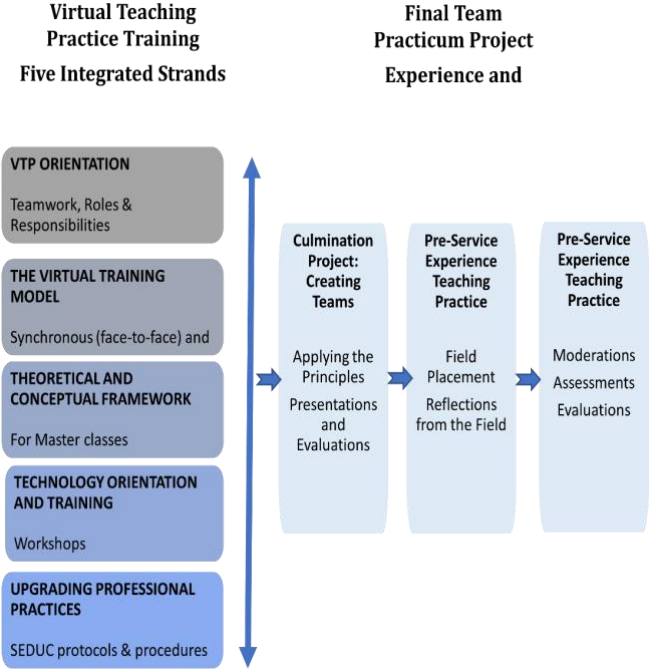 Virtual Teaching
Practice Training
Five Integrated Strands
Final Team
Practicum Project
Experience and
VTP ORIENTATION
Teamwork, Roles &
Responsibilities
THE VIRTUAL TRAINING
MODEL
Synchronous (face-to-face) and
THEORETICAL AND
CONCEPTUAL FRAMEWORK
For Master classes
TECHNOLOGY ORIENTATION
AND TRAINING
Workshops
UPGRADING PROFESSIONAL
PRACTICES
SEDUC protocols & procedures
Culmination
Project:
Creating
Teams
Applying the
Principles
Presentations
and
Evaluations
Pre-Service
Experience
Teaching
Practice
Field
Placement
Reflections
from the Field
Pre-Service
Experience
Teaching
Practice
Moderations
Assessments
Evaluations